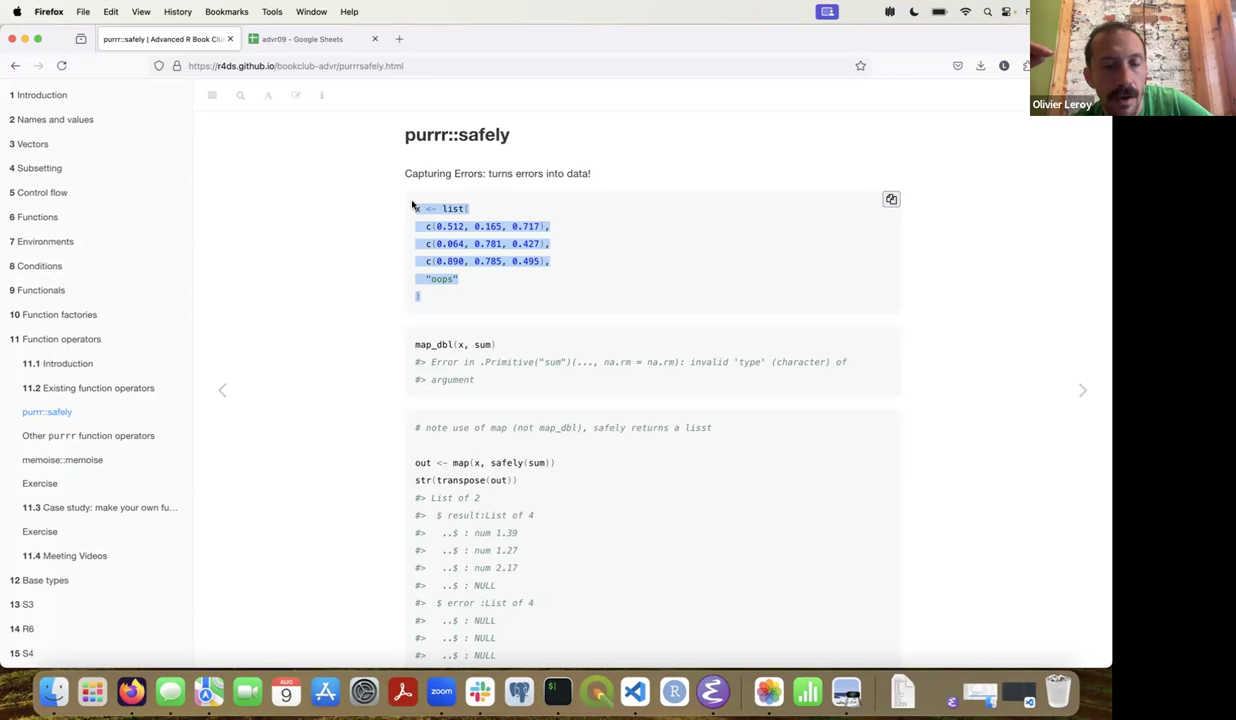 Firefox File Edit View History Bookmarks Tools Window Help
purrr::safely | Advanced R Book Clu
advr09 - Google Sheets
https://r4ds.github.io/bookclub-advr/purrrsafely.html
Olivier Leroy
1 Introduction
2 Names and values
3 Vectors
4 Subsetting
5 Control flow
6 Functions
7 Environments
8 Conditions
9 Functionals
10 Function factories
11 Function operators
11.1 Introduction
11.2 Existing function operators
purrr::safely
Other purrr function operators
memoise::memoise
Exercise
11.3 Case study: make your own fu...
Exercise
11.4 Meeting Videos
12 Base types
13 S3
14 R6
15 S4
purrr::safely
Capturing Errors: turns errors into data!
x <- list(
c(0.512, 0.165, 0.717),
c(0.064, 0.781, 0.427),
c(0.890, 0.785, 0.495),
"oops"
)
map_dbl(x, sum)
#> Error in .Primitive("sum")(..., na.rm = na.rm): invalid 'type' (character) of
#> argument
# note use of map (not map_dbl), safely returns a lisst
out <- map(x, safely(sum))
str(transpose(out))
#> List of 2
#>  $ result:List of 4
#>   ..$ : num 1.39
#>   ..$ : num 1.27
#>   ..$ : num 2.17
#>   ..$ : NULL
#>  $ error :List of 4
#>   ..$ : NULL
#>   ..$ : NULL
#>   ..$ : NULL
AUG
9
zoom
$
R